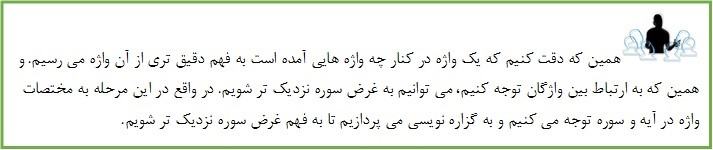 همین که دقت کنیم که یک واژه در کنار چه واژه هایی آمده است به فهم دقیق تری از آن واژه می رسیم. و
همین که به ارتباط بین واژگان توجه کنیم، می توانیم به غرض سوره نزدیک تر شویم. در واقع در این مرحله به مختصات
واژه در آیه و سوره توجه می کنیم و به گزاره نویسی می پردازیم تا به فهم غرض سوره نزدیک تر شویم.